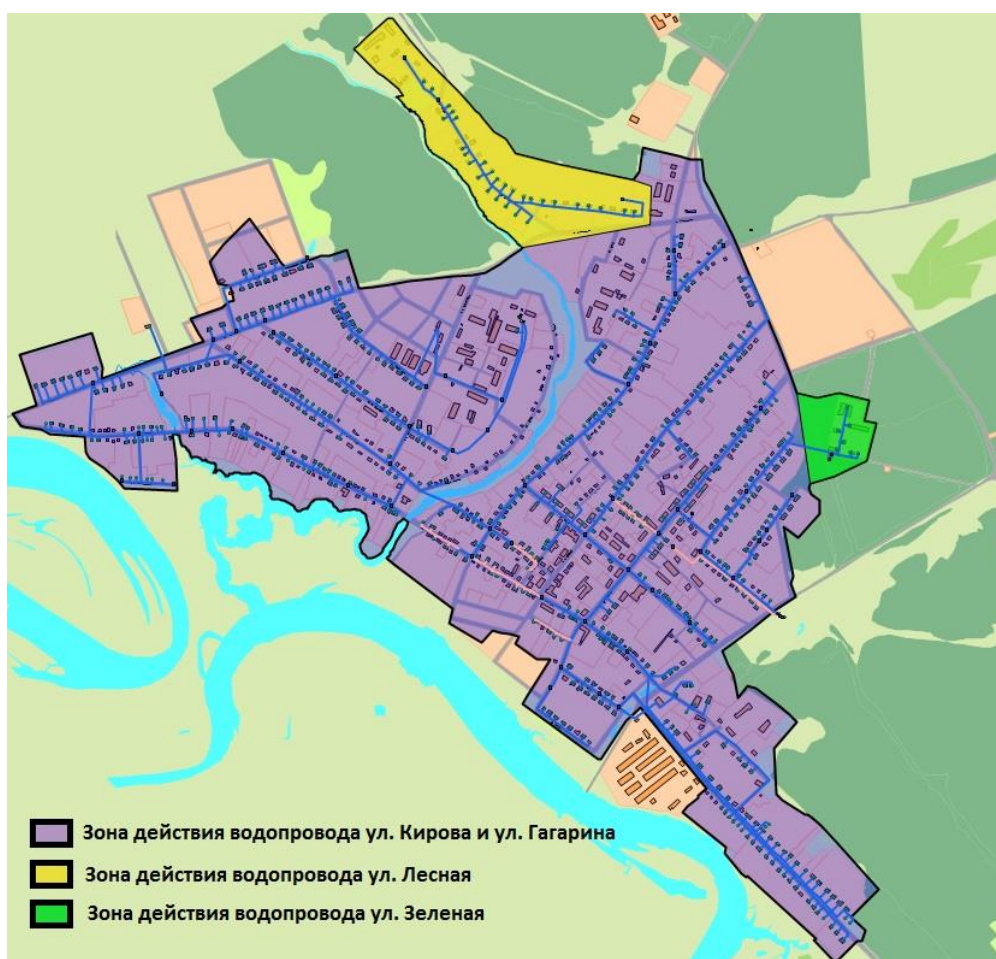 Зона действия водопровода ул. Кирова и ул. Гагарина
Зона действия водопровода ул. Лесная
Зона действия водопровода ул. Зеленая